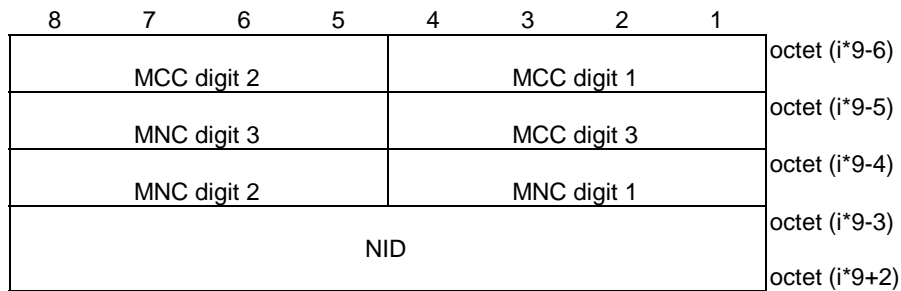 8 7 6 5 4 3 2 1
octet (i*9-6)
MCC digit 2 MCC digit 1
octet (i*9-5)
MNC digit 3 MCC digit 3
octet (i*9-4)
MNC digit 2 MNC digit 1
octet (i*9-3)
NID
octet (i*9+2)